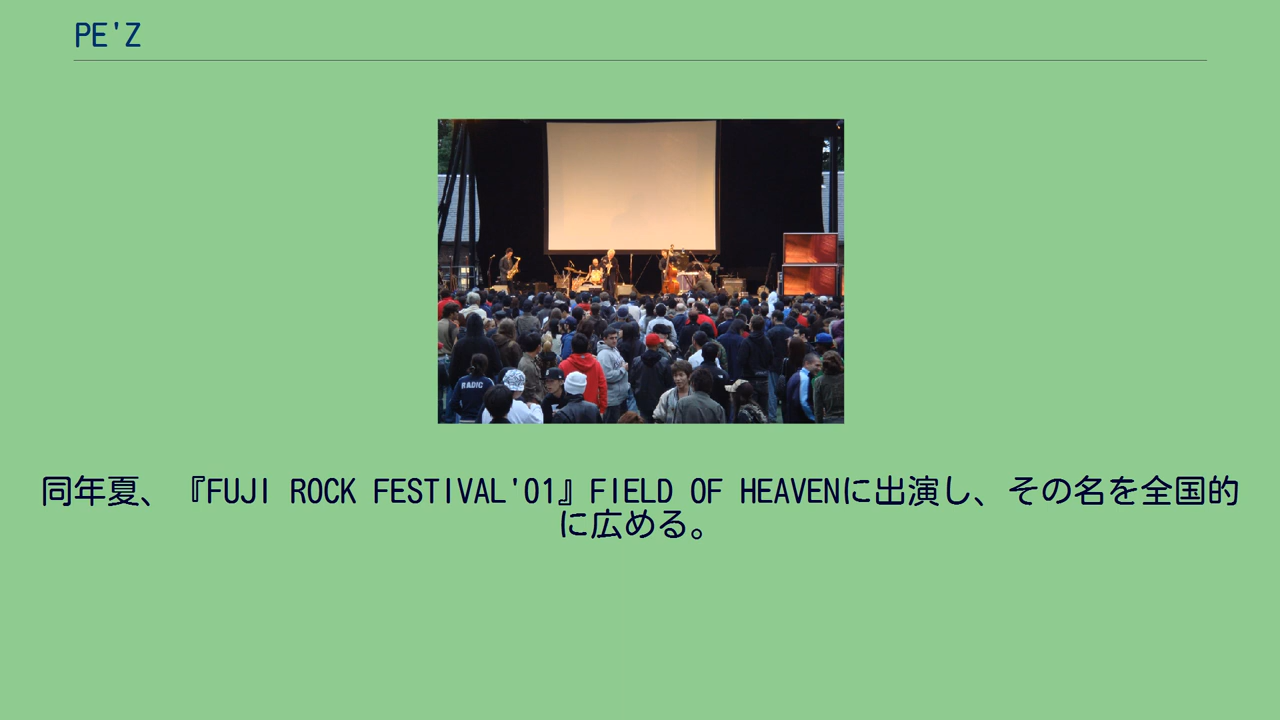 PE'Z
RADIC
同年夏、『FUJI ROCK FESTIVAL'01』FIELD OF HEAVENに出演し、その名を全国的
に広める。